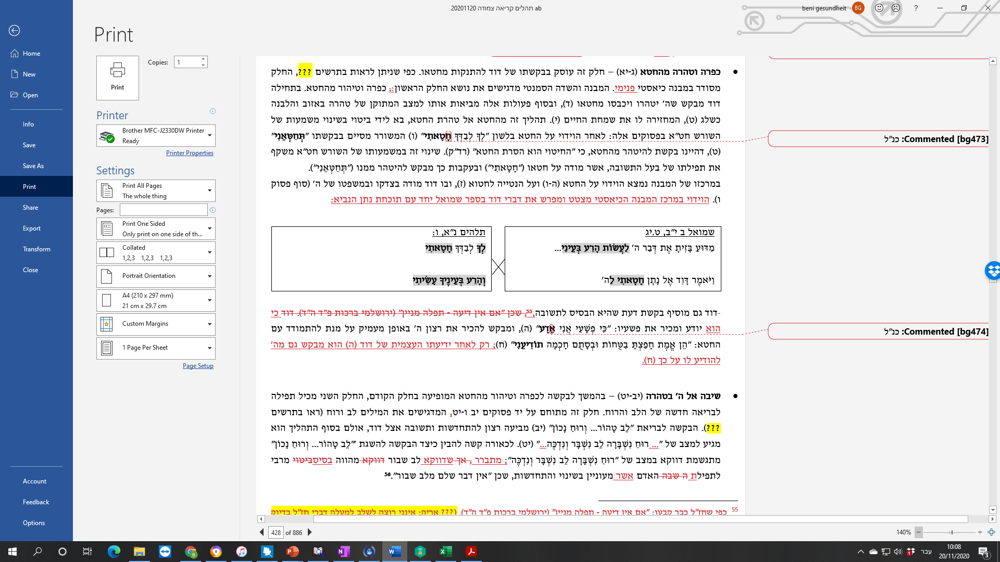 תהלים קריאה צמודה 20201120 ab
beni gesundheit
BG
?
Home
New
Open
Info
Save
Save As
Print
Share
Export
Transform
Close
Account
Feedback
Options
Print
Print
Copies:
1
Printer
Brother MFC-J2330DW Printer
Ready
Printer Properties
Settings
Print All Pages
The whole thing
Pages:
Print One Sided
Only print on one side of th...
Collated
1,2,3 1,2,3 1,2,3
Portrait Orientation
A4 (210 x 297 mm)
21 cm x 29.7 cm
Custom Margins
1 Page Per Sheet
Page Setup
• כפרה וטהרה מהחטא (ג-יא) – חלק זה עוסק בבקשתו של דוד להתנקות מחטאו. כפי שניתן לראות בתרשים ???, החלק
מסודר במבנה כיאסטי פנימי. המבנה והשדה הסמנטי מדגישים את נושא החלק הראשון:, כפרה וטיהור מהחטא. בתחילה
דוד מבקש שה' יטהרו ויכבסו מחטאו (ד), ובסוף פעולות אלה מביאות אותו למצב המתוקן של טהרה באזוב והלבנה
כשלג (ט), המחזירה לו את שמחת החיים (י). תהליך זה מהחטא אל טהרת החטא, בא לידי ביטוי בשינוי משמעות של
השורש חט"א בפסוקים אלה: לאחר הוידוי על החטא בלשון "לְךָ לְבַדְּךָ חָטָאתִי" (ו) המשורר מסיים בבקשתו "תְּחַטְּאֵנִי"
(ט), דהיינו בקשת להיטהר מהחטא, כי "החיטוי הוא הסרת החטא" (רד"ק). שינוי זה במשמעותו של השורש חט"א משקף
את תפילתו של בעל התשובה, אשר מודה על חטאו ("חָטָאתִי") ובעקבות כך מבקש להיטהר ממנו ("תְּחַטְּאֵנִי").
במרכזו של המבנה נמצא הוידוי על החטא (ה-ו) ועל הנטייה לחטוא (ז), ובו דוד מודה בצדקו ובמשפטו של ה' (סוף פסוק
ו). הוידוי במרכז המבנה הכיאסטי מצטט ומפרש את דברי דוד בספר שמואל יחד עם תוכחת נתן הנביא:
שמואל ב י"ב, ט.יג
מַדּוּעַ בָּזִיתָ אֶת דְּבַר ה' לַעְשׂוֹת הָרַע בְּעֵינַי...
וַיֹּאמֶר דָּוִד אֶל נָתָן חָטָאתִי לַה'
תלהים נ"א, ו:
לְךָ לְבַדְּךָ חָטָאתִי
וְהָרַע בְּעֵינֶיךָ עָשִׂיתִי
דוד גם מוסיף בקשת דעת שהיא הבסיס לתשובה,55, שכן "אם אין דיעה - תפלה מניין" (ירושלמי ברכות פ"ד ה"ד). דוד כי
הוא יודע ומכיר את פשעיו: "כִּי פְשָׁעַי אֲנִי אֵדָע" (ה), ומבקש להכיר את רצון ה' באופן מעמיק על מנת להתמודד עם
החטא: "הֵן אֱמֶת חָפַצְתָּ בַטֻּחוֹת וּבְסָתֻם חָכְמָה תוֹדִיעֵנִי" (ח); רק לאחר ידיעתו העצמית של דוד (ה) הוא מבקש גם מה'
להודיע לו על כך (ח).
• שיבה אל ה' בטהרה (יב-יט) – בהמשך לבקשה לכפרה וטיהור מהחטא המופיעה בחלק הקודם, החלק השני מכיל תפילה
לבריאה חדשה של הלב והרוח. חלק זה מתוחם על יד פסוקים יב ו-יט, המדגישים את המילים לב ורוח (ראו בתרשים
???). הבקשה לבריאת "לֵב טָהוֹר... וְרוּחַ נָכוֹן" (יב) מביעה רצון להתחדשות ותשובה אצל דוד, אולם בסוף התהליך הוא
מגיע למצב של "... רוּחַ נִשְׁבָּרָה לֵב נִשְׁבָּר וְנִדְכֶּה..." (יט). לכאורה קשה להבין כיצד הבקשה להשגת "'לֵב טָהוֹר... וְרוּחַ נָכוֹן"
מתגשמת דווקא במצב של "רוּחַ נִשְׁבָּרָה לֵב נִשְׁבָּר וְנִדְכֶּה"; מתברר , אך שדווקא לב שבור דווקא מהווה בסיסביטוי מרבי
לתפילת ה שבה האדם אשר מעוניין בשינוי והתחדשות, שכן "אין דבר שלם מלב שבור".56
55 כפי שחז"ל כבר קבעו: "אם אין דיעה - תפלה מניין" (ירושלמי ברכות פ"ד ה"ד). (??? אריה: אינני רוצה לשלב למעלה דברי חז"ל בדיוק
Commented [bg473]: כנ"ל
Commented [bg474]: כנ"ל
428 of 886
140%
עבר
10:08
20/11/2020
3